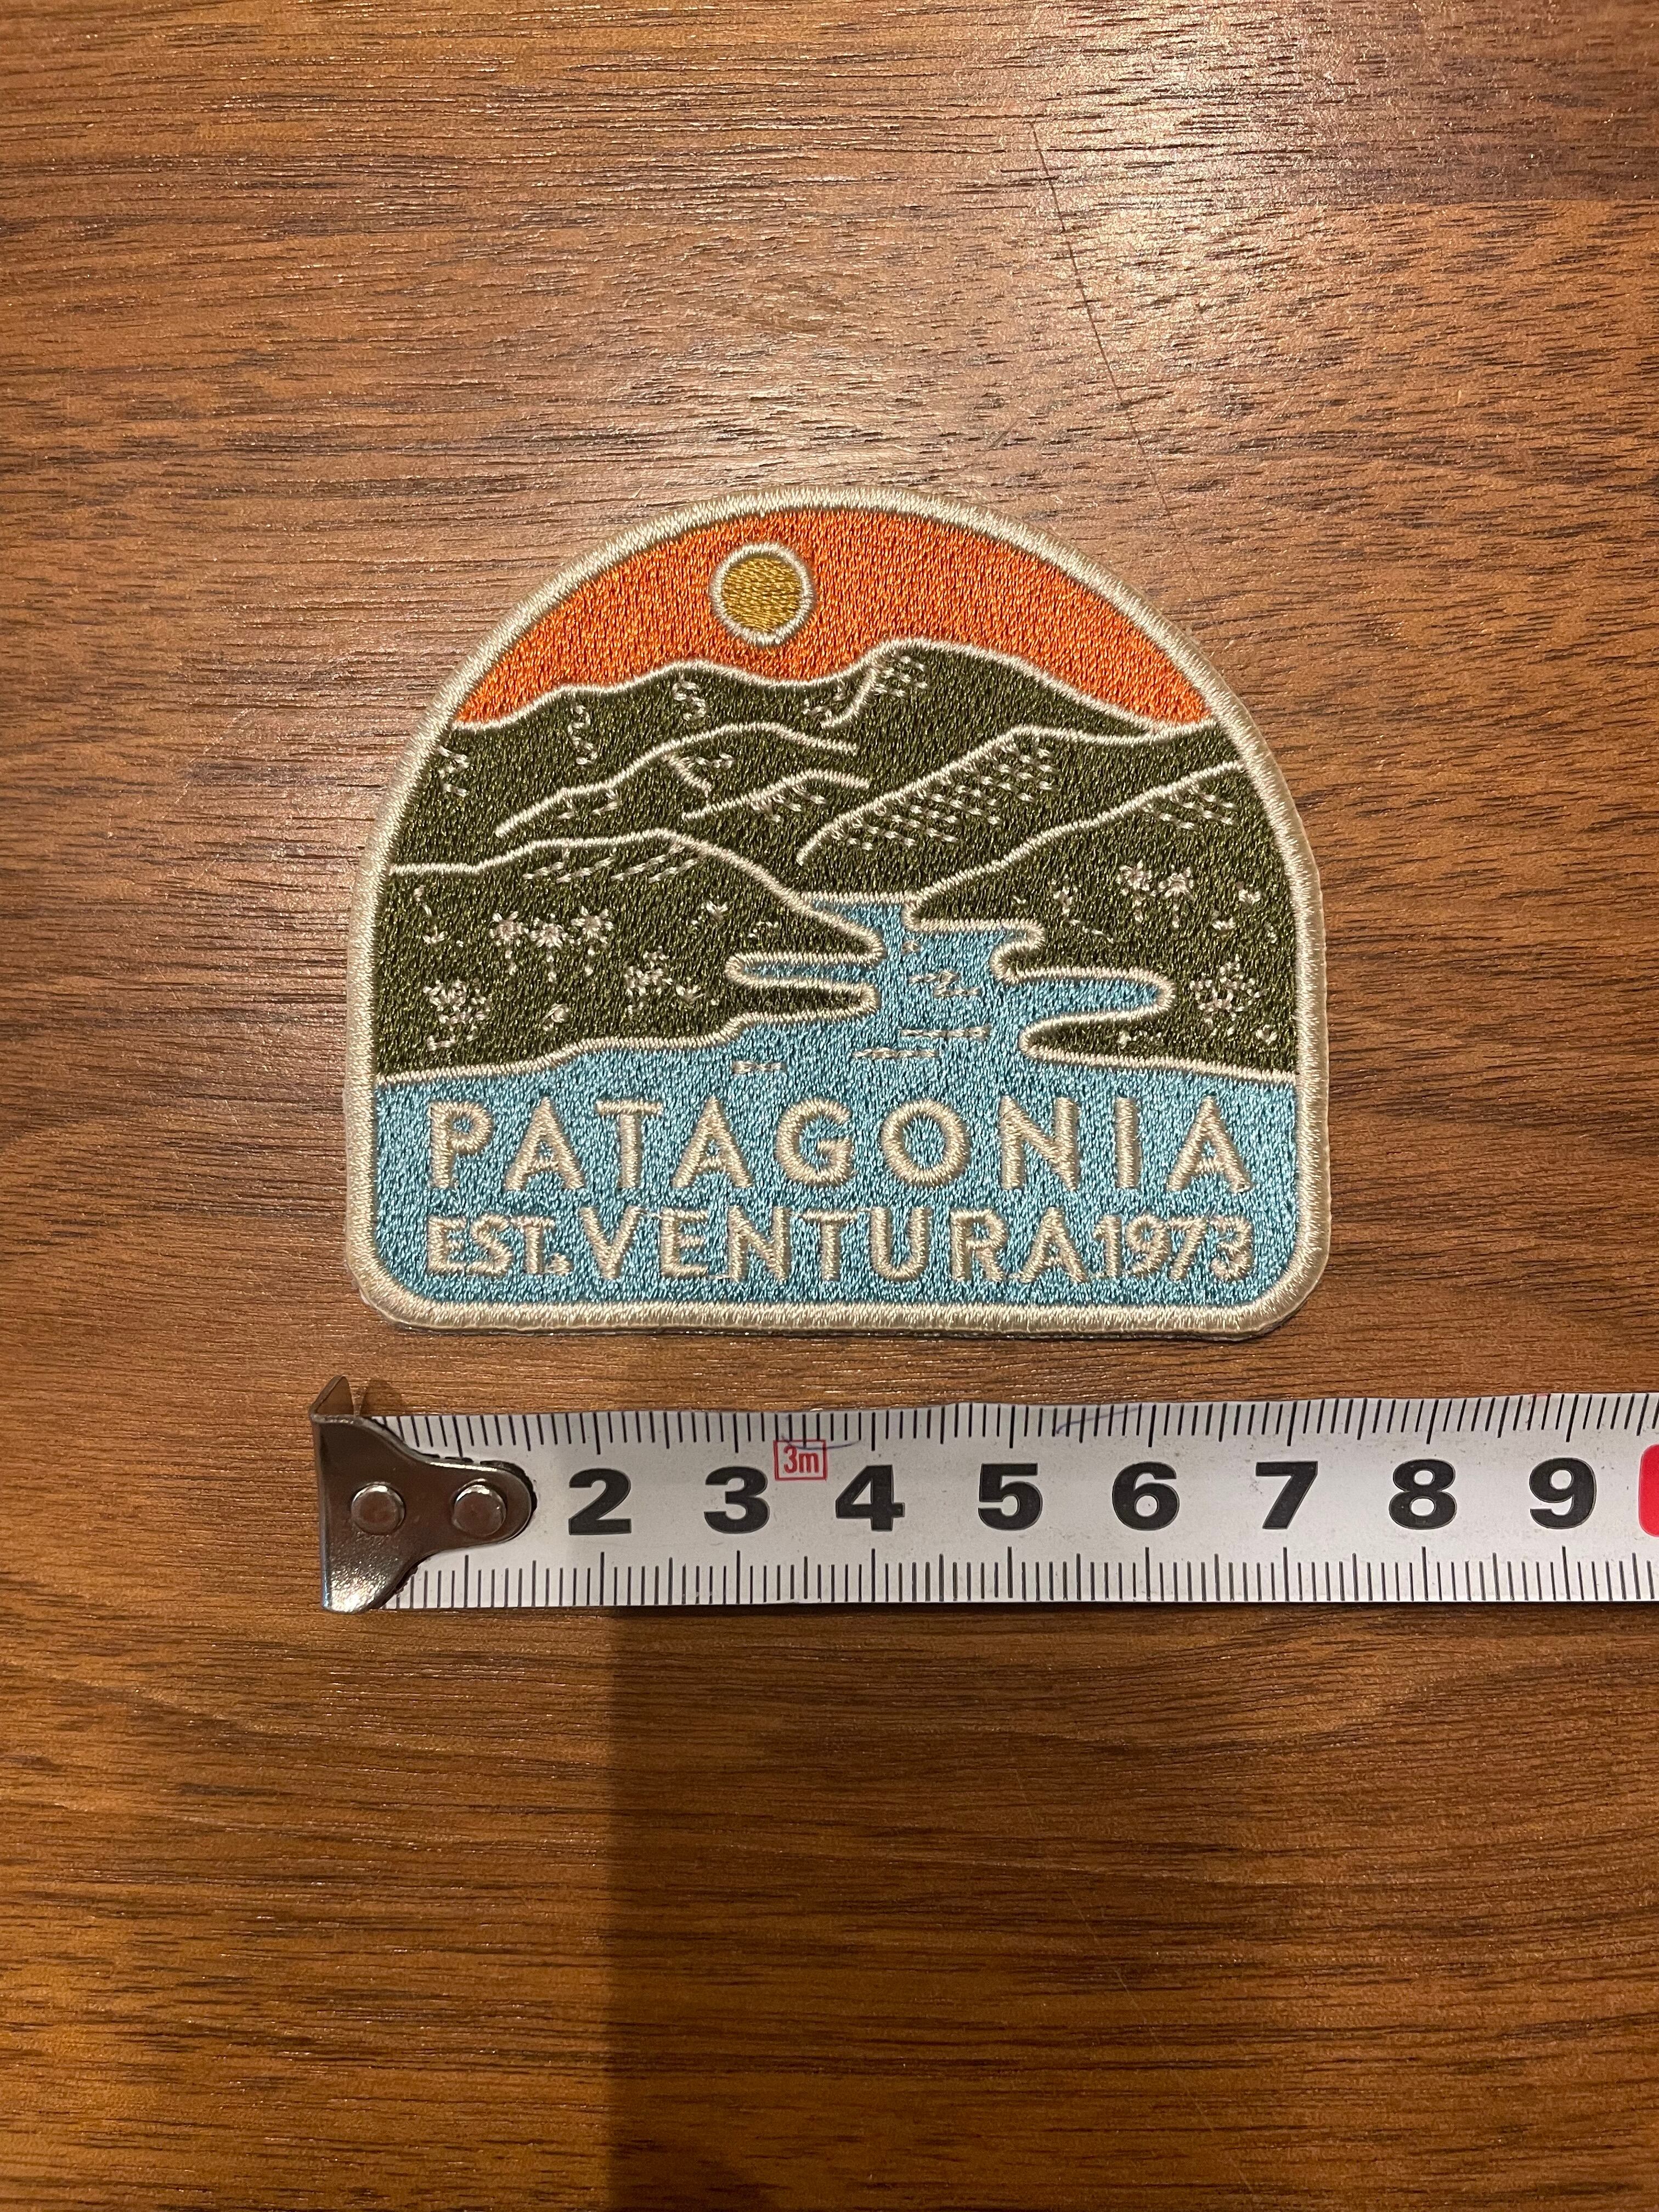 PATAGONIA
EST. VENTURA 1973
3m
2 3 4 5 6 7 8 9